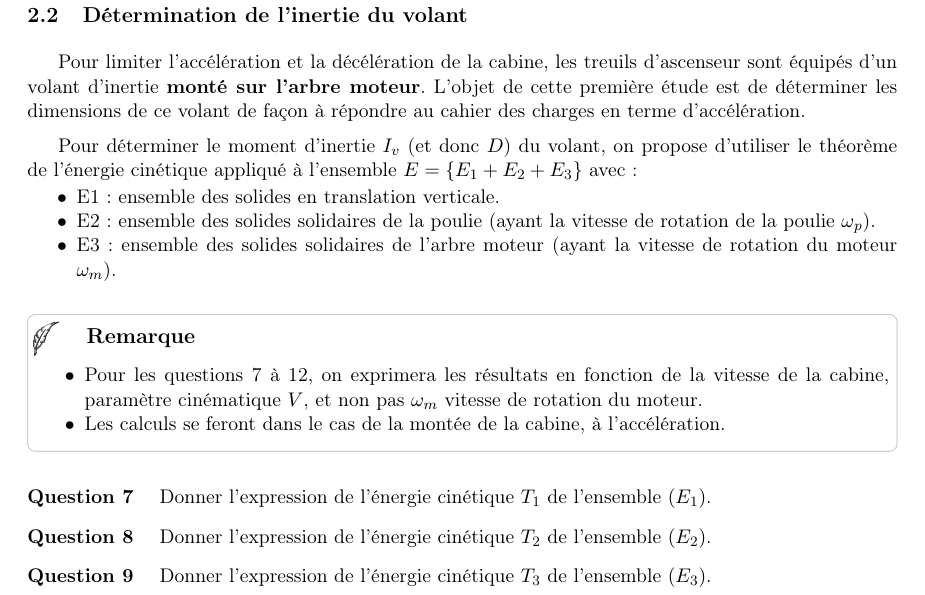 2.2 Détermination de l'inertie du volant
Pour limiter l'accélération et la décélération de la cabine, les treuils d'ascenseur sont équipés d'un
volant d'inertie monté sur l'arbre moteur. L'objet de cette première étude est de déterminer les
dimensions de ce volant de façon à répondre au cahier des charges en terme d'accélération.
Pour déterminer le moment d'inertie I_v (et donc D) du volant, on propose d'utiliser le théorème
de l'énergie cinétique appliqué à l'ensemble E = {E_1 + E_2 + E_3} avec :
• E1 : ensemble des solides en translation verticale.
• E2 : ensemble des solides solidaires de la poulie (ayant la vitesse de rotation de la poulie ω_p).
• E3 : ensemble des solides solidaires de l'arbre moteur (ayant la vitesse de rotation du moteur
ω_m).
Remarque
• Pour les questions 7 à 12, on exprimera les résultats en fonction de la vitesse de la cabine,
paramètre cinématique V, et non pas ω_m vitesse de rotation du moteur.
• Les calculs se feront dans le cas de la montée de la cabine, à l'accélération.
Question 7 Donner l'expression de l'énergie cinétique T_1 de l'ensemble (E_1).
Question 8 Donner l'expression de l'énergie cinétique T_2 de l'ensemble (E_2).
Question 9 Donner l'expression de l'énergie cinétique T_3 de l'ensemble (E_3).